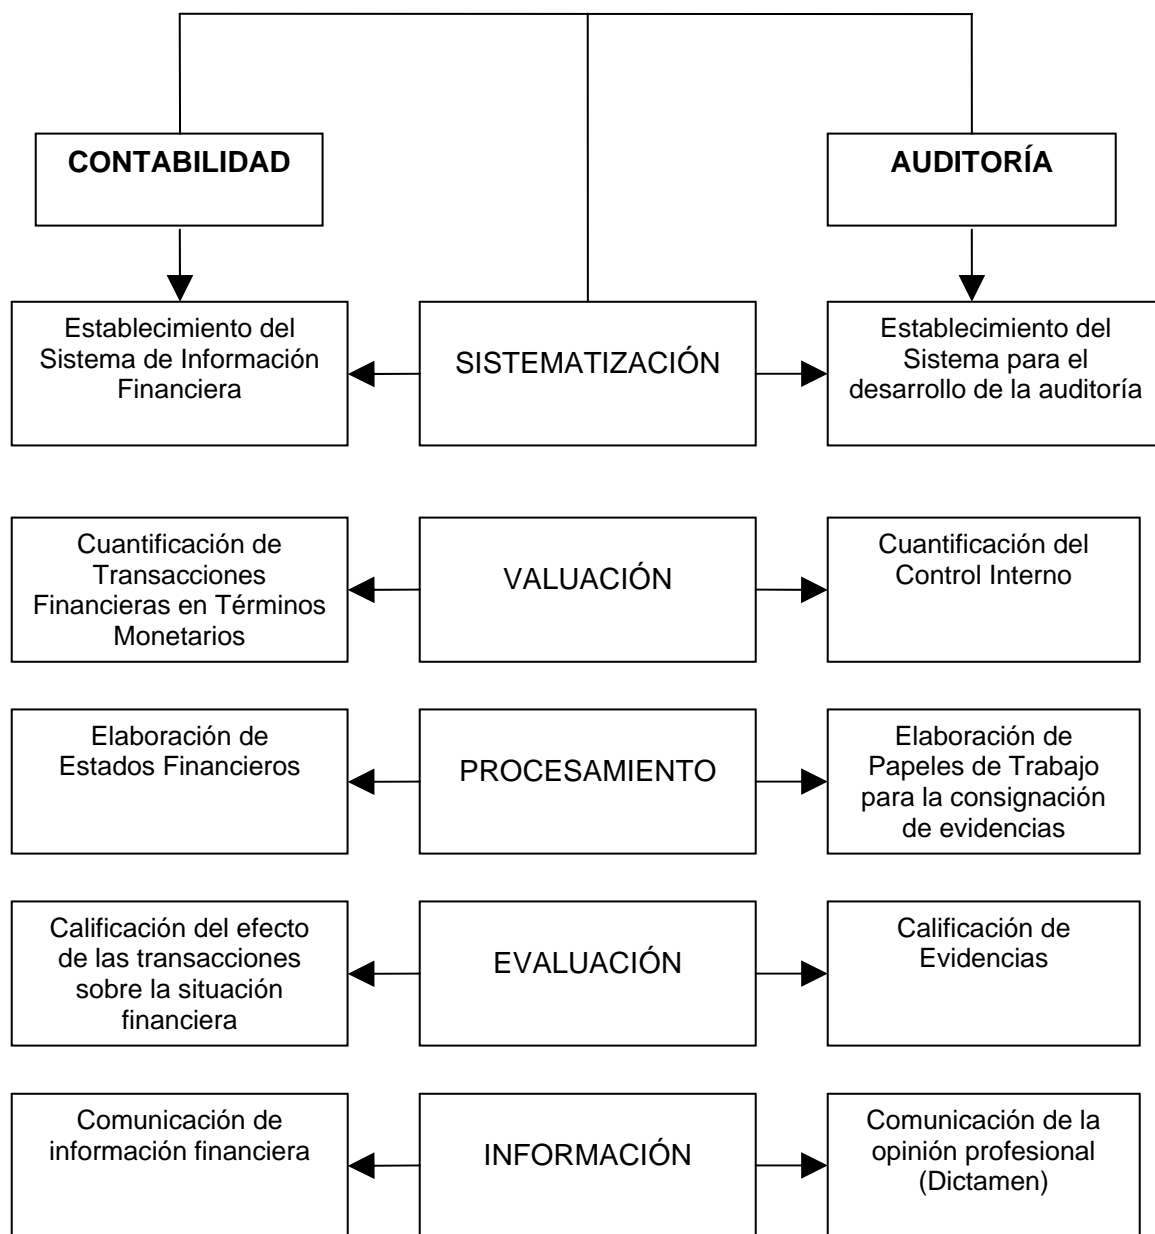 CONTABILIDAD
AUDITORÍA
Establecimiento del
Sistema de Información
Financiera
SISTEMATIZACIÓN
Establecimiento del
Sistema para el
desarrollo de la auditoría
Cuantificación de
Transacciones
Financieras en Términos
Monetarios
VALUACIÓN
Cuantificación del
Control Interno
Elaboración de
Estados Financieros
PROCESAMIENTO
Elaboración de
Papeles de Trabajo
para la consignación
de evidencias
Calificación del efecto
de las transacciones
sobre la situación
financiera
EVALUACIÓN
Calificación de
Evidencias
Comunicación de
información financiera
INFORMACIÓN
Comunicación de la
opinión profesional
(Dictamen)